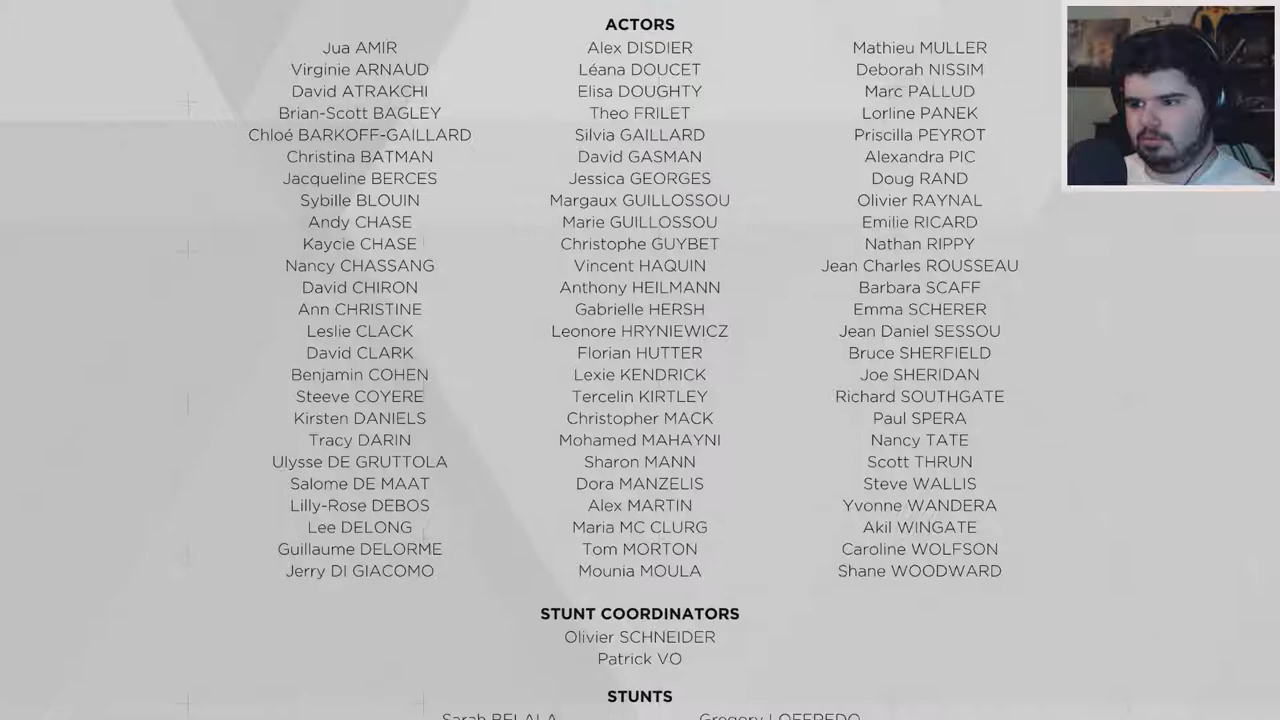 ACTORS
Jua AMIR Alex DISDIER Mathieu MULLER
Virginie ARNAUD Léana DOUCET Deborah NISSIM
David ATRAKCHI Elisa DOUGHTY Marc PALLUD
Brian-Scott BAGLEY Theo FRILET Lorline PANEK
Chloé BARKOFF-GAILLARD Silvia GAILLARD Priscilla PEYROT
Christina BATMAN David GASMAN Alexandra PIC
Jacqueline BERCES Jessica GEORGES Doug RAND
Sybille BLOUIN Margaux GUILLOSSOU Olivier RAYNAL
Andy CHASE Marie GUILLOSSOU Emilie RICARD
Kaycie CHASE Christophe GUYBET Nathan RIPPY
Nancy CHASSANG Vincent HAQUIN Jean Charles ROUSSEAU
David CHIRON Anthony HEILMANN Barbara SCAFF
Ann CHRISTINE Gabrielle HERSH Emma SCHERER
Leslie CLACK Leonore HRYNIEWICZ Jean Daniel SESSOU
David CLARK Florian HUTTER Bruce SHERFIELD
Benjamin COHEN Lexie KENDRICK Joe SHERIDAN
Steeve COYERE Tercelin KIRTLEY Richard SOUTHGATE
Kirsten DANIELS Christopher MACK Paul SPERA
Tracy DARIN Mohamed MAHAYNI Nancy TATE
Ulysse DE GRUTTOLA Sharon MANN Scott THRUN
Salome DE MAAT Dora MANZELIS Steve WALLIS
Lilly-Rose DEBOS Alex MARTIN Yvonne WANDERA
Lee DELONG Maria MC CLURG Akil WINGATE
Guillaume DELORME Tom MORTON Caroline WOLFSON
Jerry DI GIACOMO Mounia MOULA Shane WOODWARD
STUNT COORDINATORS
Olivier SCHNEIDER
Patrick VO
STUNTS
Sarah BELALA Gregory LOFFREDO